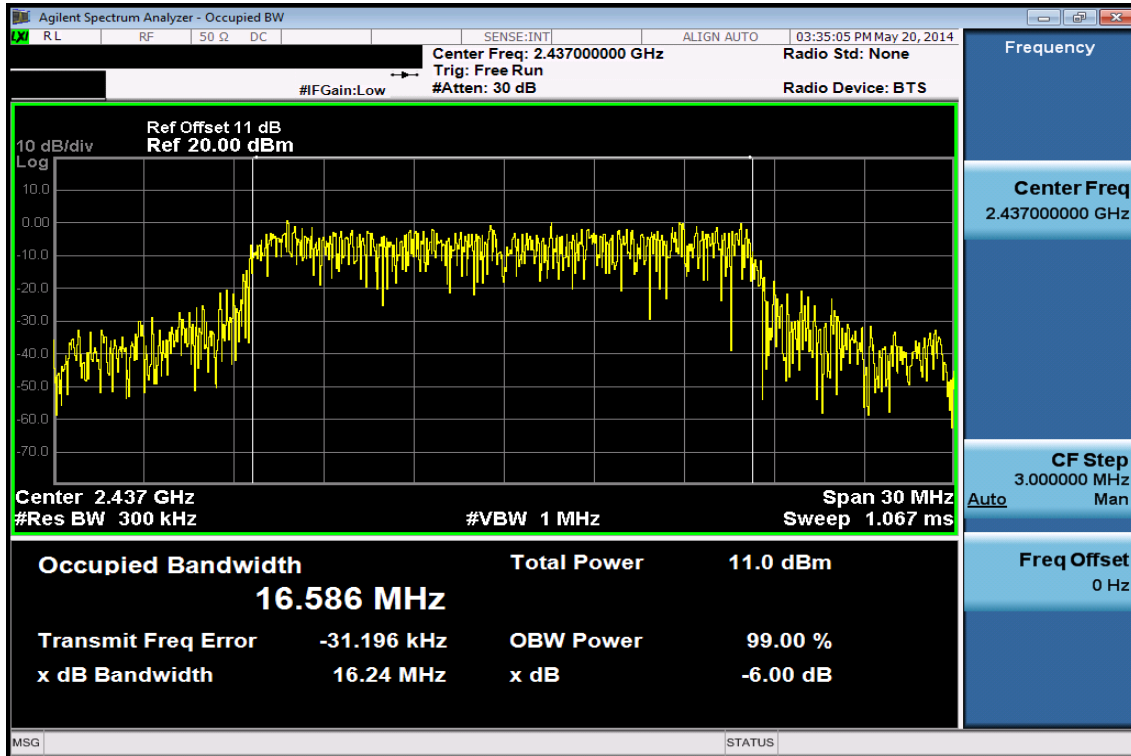 Agilent Spectrum Analyzer - Occupied BW
LXI RL RF 50 Ω DC SENSE:INT ALIGN AUTO 03:35:05 PM May 20, 2014
Frequency
Center Freq: 2.437000000 GHz Radio Std: None
Trig: Free Run
#IFGain:Low #Atten: 30 dB Radio Device: BTS
Ref Offset 11 dB
10 dB/div Ref 20.00 dBm
Log
10.0
0.00
-10.0
-20.0
-30.0
-40.0
-50.0
-60.0
-70.0
Center 2.437 GHz Span 30 MHz
#Res BW 300 kHz #VBW 1 MHz Sweep 1.067 ms
Occupied Bandwidth Total Power 11.0 dBm
16.586 MHz
Transmit Freq Error -31.196 kHz OBW Power 99.00 %
x dB Bandwidth 16.24 MHz x dB -6.00 dB
Center Freq
2.437000000 GHz
CF Step
3.000000 MHz
Auto Man
Freq Offset
0 Hz
MSG STATUS